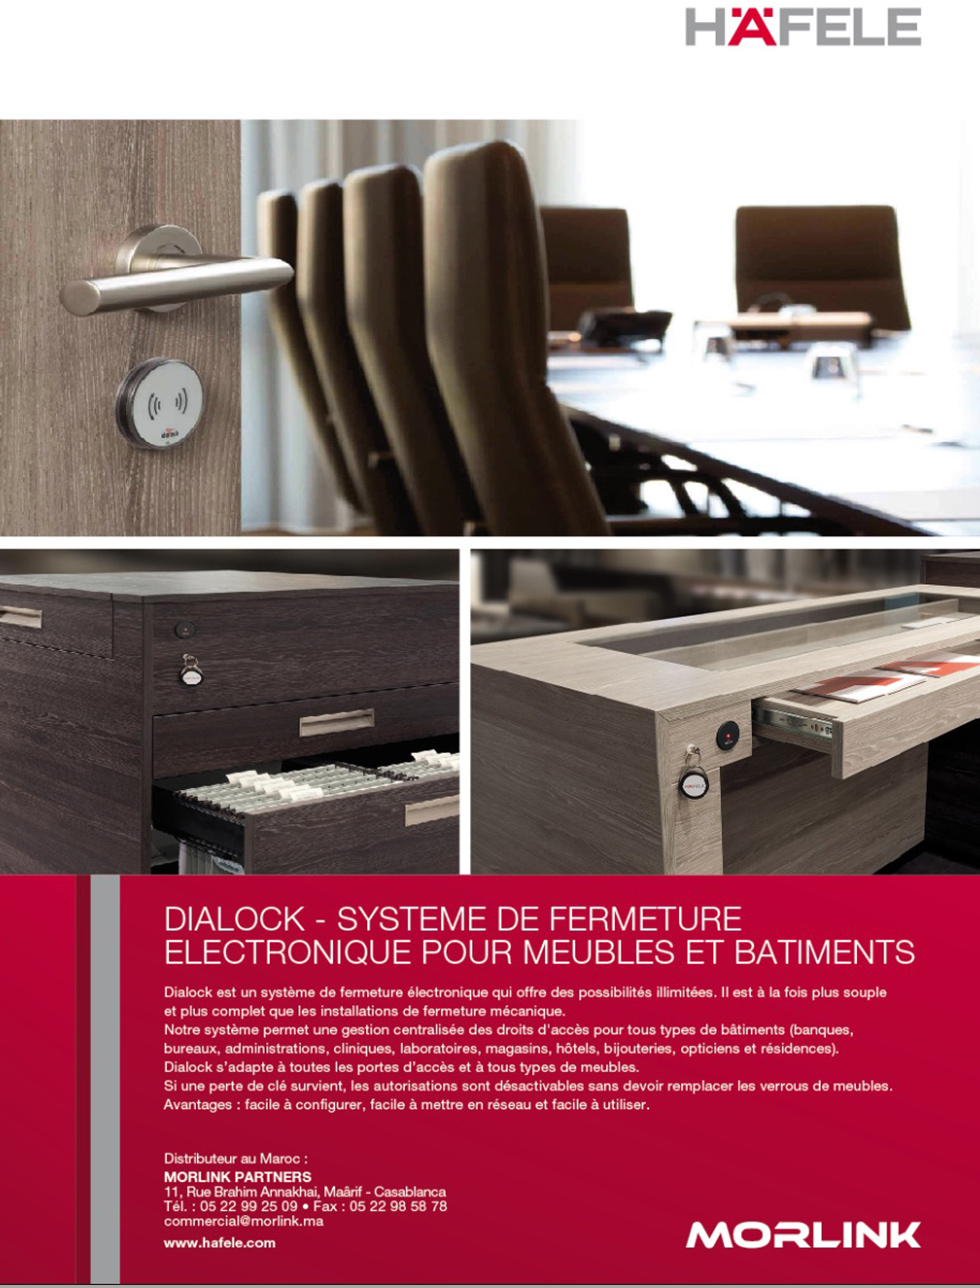 HÄFELE
HÄFELE
DIALOCK - SYSTEME DE FERMETURE
ELECTRONIQUE POUR MEUBLES ET BATIMENTS
Dialock est un système de fermeture électronique qui offre des possibilités illimitées. Il est à la fois plus souple
et plus complet que les installations de fermeture mécanique.
Notre système permet une gestion centralisée des droits d'accès pour tous types de bâtiments (banques,
bureaux, administrations, cliniques, laboratoires, magasins, hôtels, bijouteries, opticiens et résidences).
Dialock s’adapte à toutes les portes d’accès et à tous types de meubles.
Si une perte de clé survient, les autorisations sont désactivables sans devoir remplacer les verrous de meubles.
Avantages : facile à configurer, facile à mettre en réseau et facile à utiliser.
Distributeur au Maroc :
MORLINK PARTNERS
11, Rue Brahim Annakhai, Maârif - Casablanca
Tél. : 05 22 99 25 09 • Fax : 05 22 98 58 78
commercial@morlink.ma
www.hafele.com
MORLINK